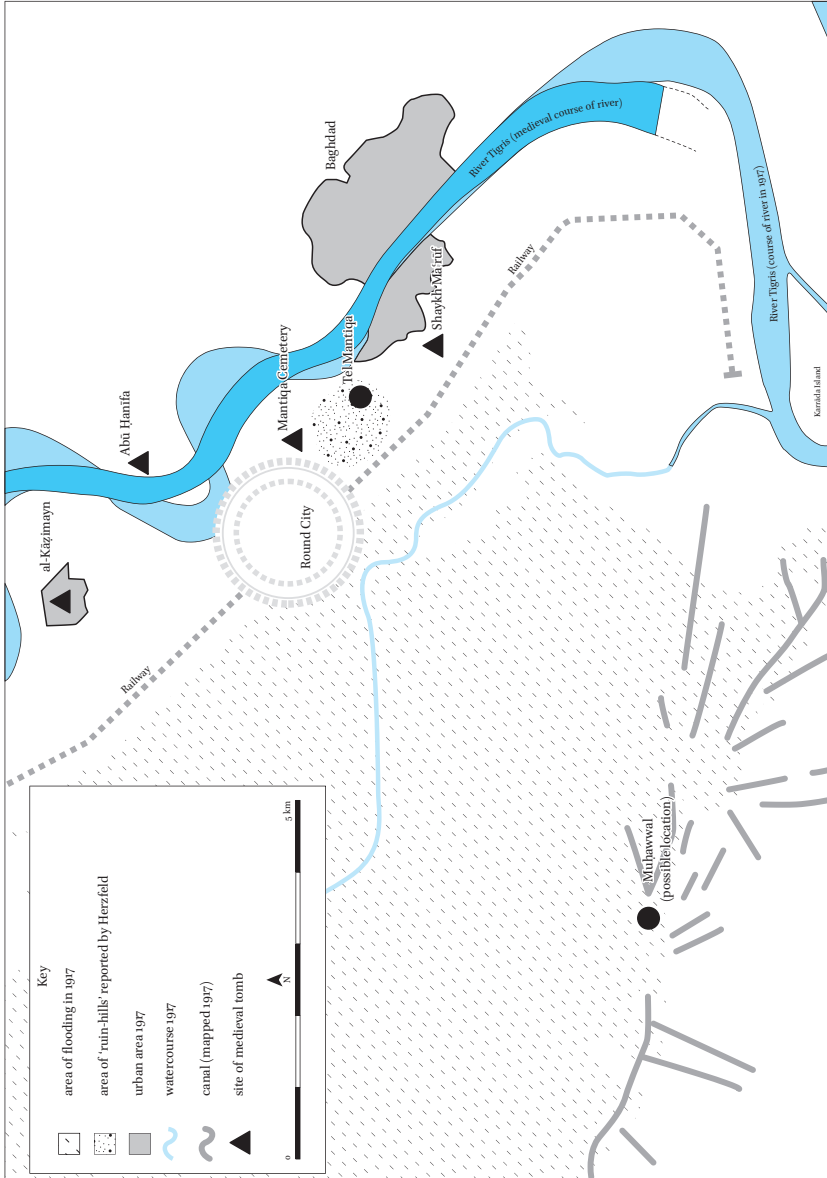 al-Kāẓimayn
Abū Ḥanīfa
Baghdad
Mantiqa Cemetery
Tel Mantiqa
Shaykh Maʿrūf
River Tigris (medieval course of river)
Railway
Round City
Railway
River Tigris (course of river in 1917)
Karrāda Island
Muḥawwal
(possible location)
Key
area of flooding in 1917
area of ‘ruin-hills’ reported by Herzfeld
urban area 1917
watercourse 1917
canal (mapped 1917)
site of medieval tomb
N
0
5 km